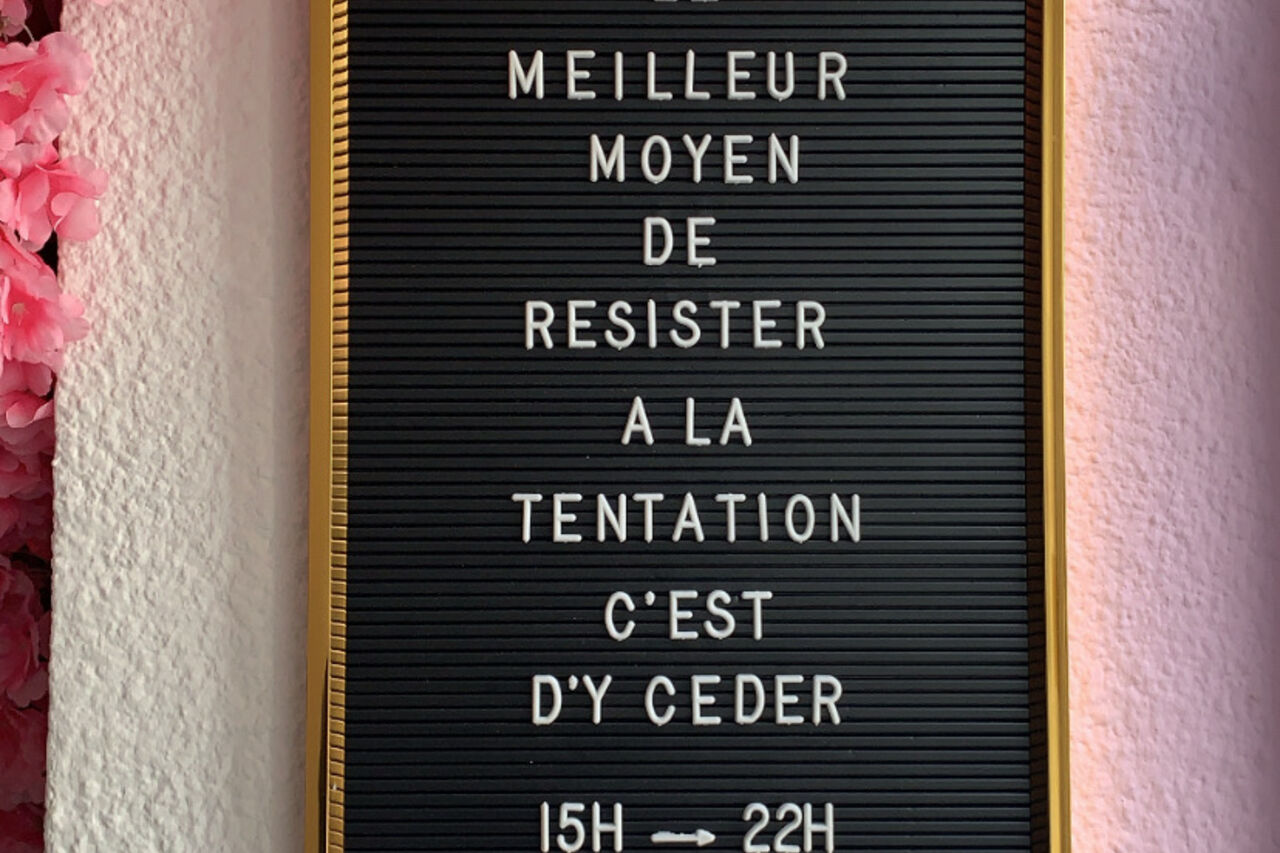 MEILLEUR
MOYEN
DE
RESISTER
A LA
TENTATION
C'EST
D'Y CEDER
15H → 22H